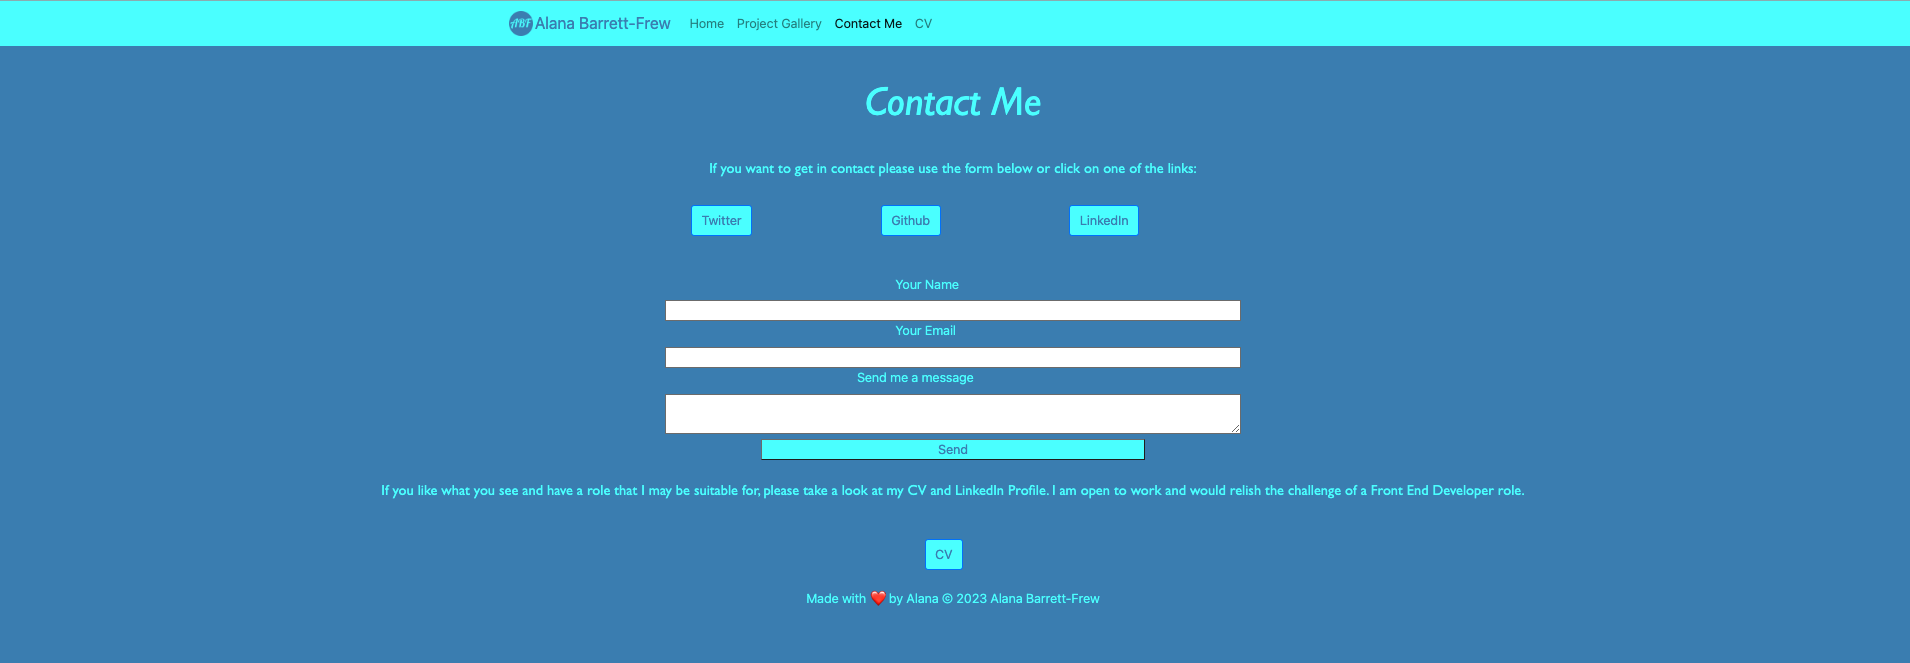 ABF Alana Barrett-Frew Home Project Gallery Contact Me CV
Contact Me
If you want to get in contact please use the form below or click on one of the links:
Twitter Github LinkedIn
Your Name
Your Email
Send me a message
Send
If you like what you see and have a role that I may be suitable for, please take a look at my CV and LinkedIn Profile. I am open to work and would relish the challenge of a Front End Developer role.
CV
Made with ❤️ by Alana © 2023 Alana Barrett-Frew